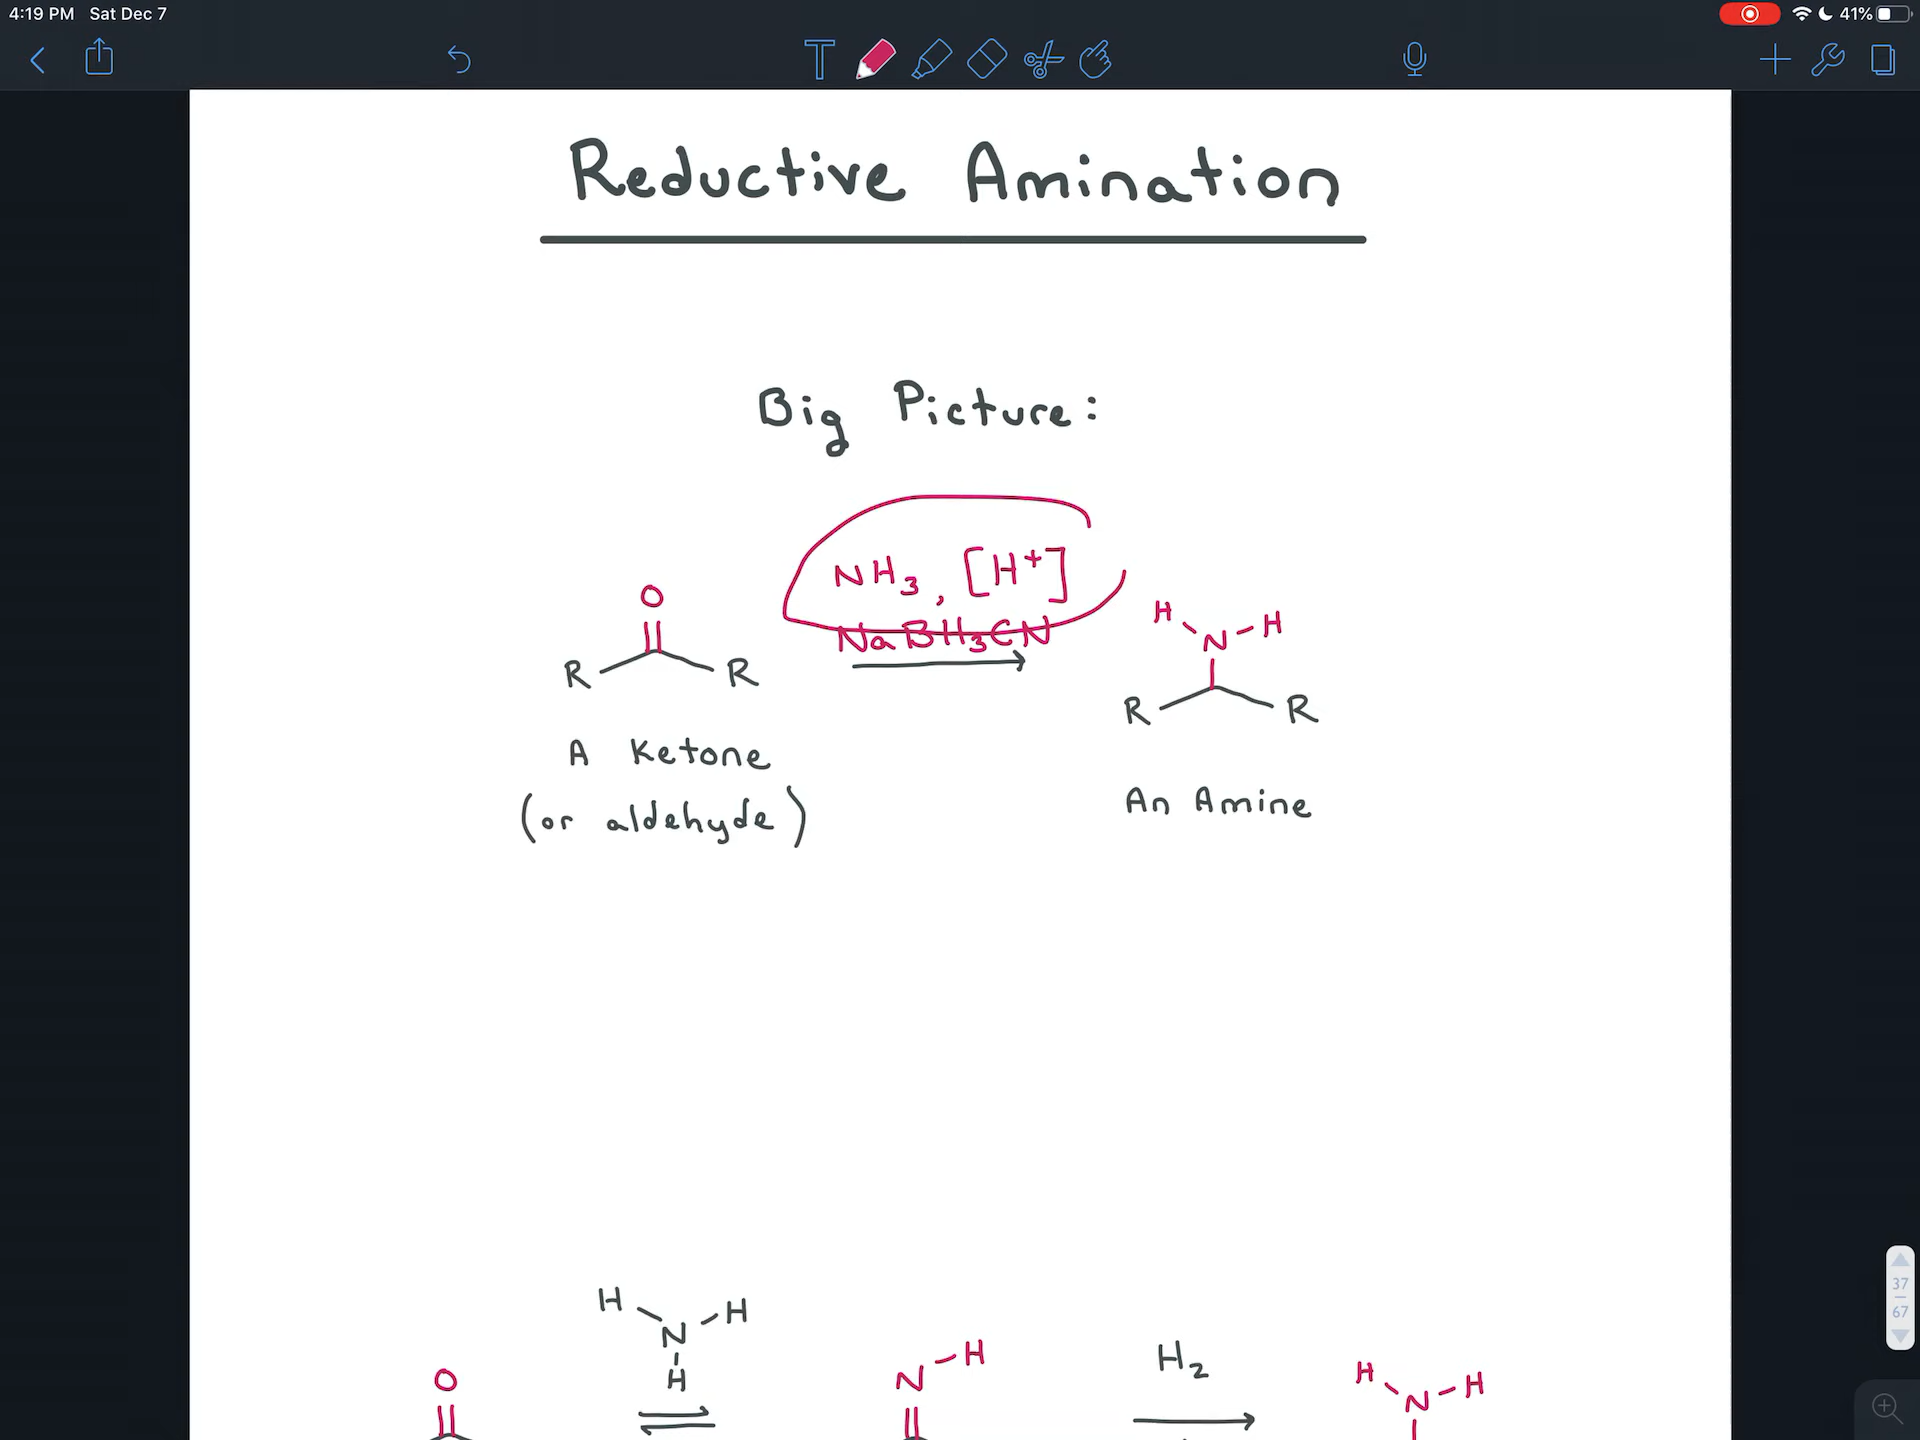 4:19 PM Sat Dec 7
41%
T
Reductive Amination
Big Picture:
NH₃, [H⁺]
NaBH₃CN
O
R R
H H
N
R R
A Ketone
(or aldehyde)
An Amine
37
67
H H
N
H
O
N H
H₂
H H
N